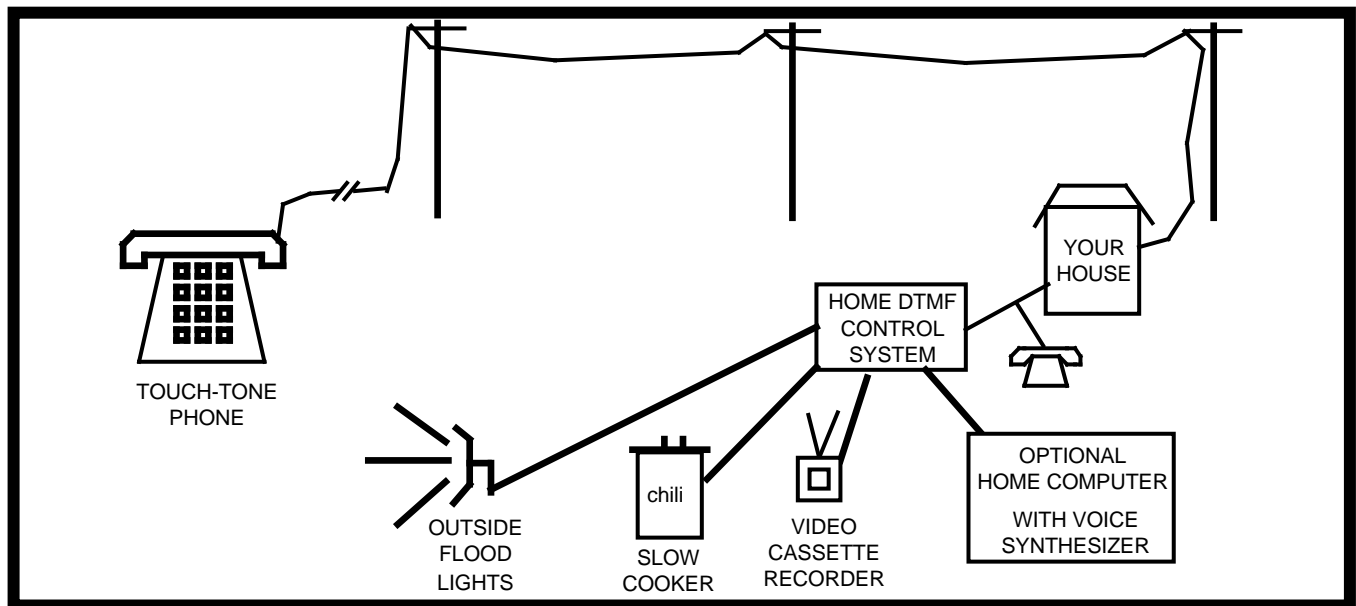 YOUR
HOUSE
HOME DTMF
CONTROL
SYSTEM
TOUCH-TONE
PHONE
chili
OPTIONAL
HOME COMPUTER
WITH VOICE
SYNTHESIZER
OUTSIDE
FLOOD
LIGHTS
SLOW
COOKER
VIDEO
CASSETTE
RECORDER